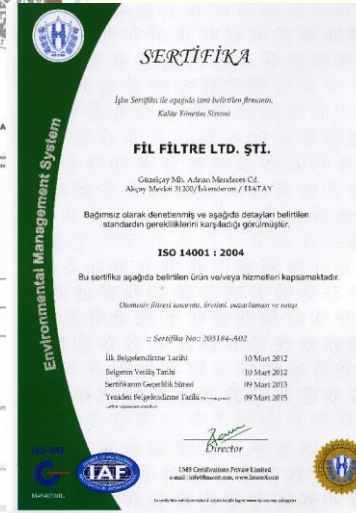 Environmental Management System
SERTİFİKA
İşbu Sertifika ile aşağıda ismi belirtilen firmanın,
Kalite Yönetim Sistemi
FİL FİLTRE LTD. ŞTİ.
Güzelçay Mh. Adnan Menderes Cd.
Akçay Mevkii 31200/İskenderun / HATAY
Bağımsız olarak denetlenmiş ve aşağıda detayları belirtilen
standardın gerekliliklerini karşıladığı görülmüştür.
ISO 14001 : 2004
Bu sertifika aşağıda belirtilen ürün ve/veya hizmetleri kapsamaktadır.
Otomotiv filtresi tasarımı, üretimi, pazarlaması ve satışı
:: Sertifika No:: 203184-A02
İlk Belgelendirme Tarihi 10 Mart 2012
Belgenin Veriliş Tarihi 10 Mart 2012
Sertifikanın Geçerlilik Süresi 09 Mart 2013
Yeniden Belgelendirme Tarihi 09 Mart 2015
Director
IAF
LMS Certifications Private Limited